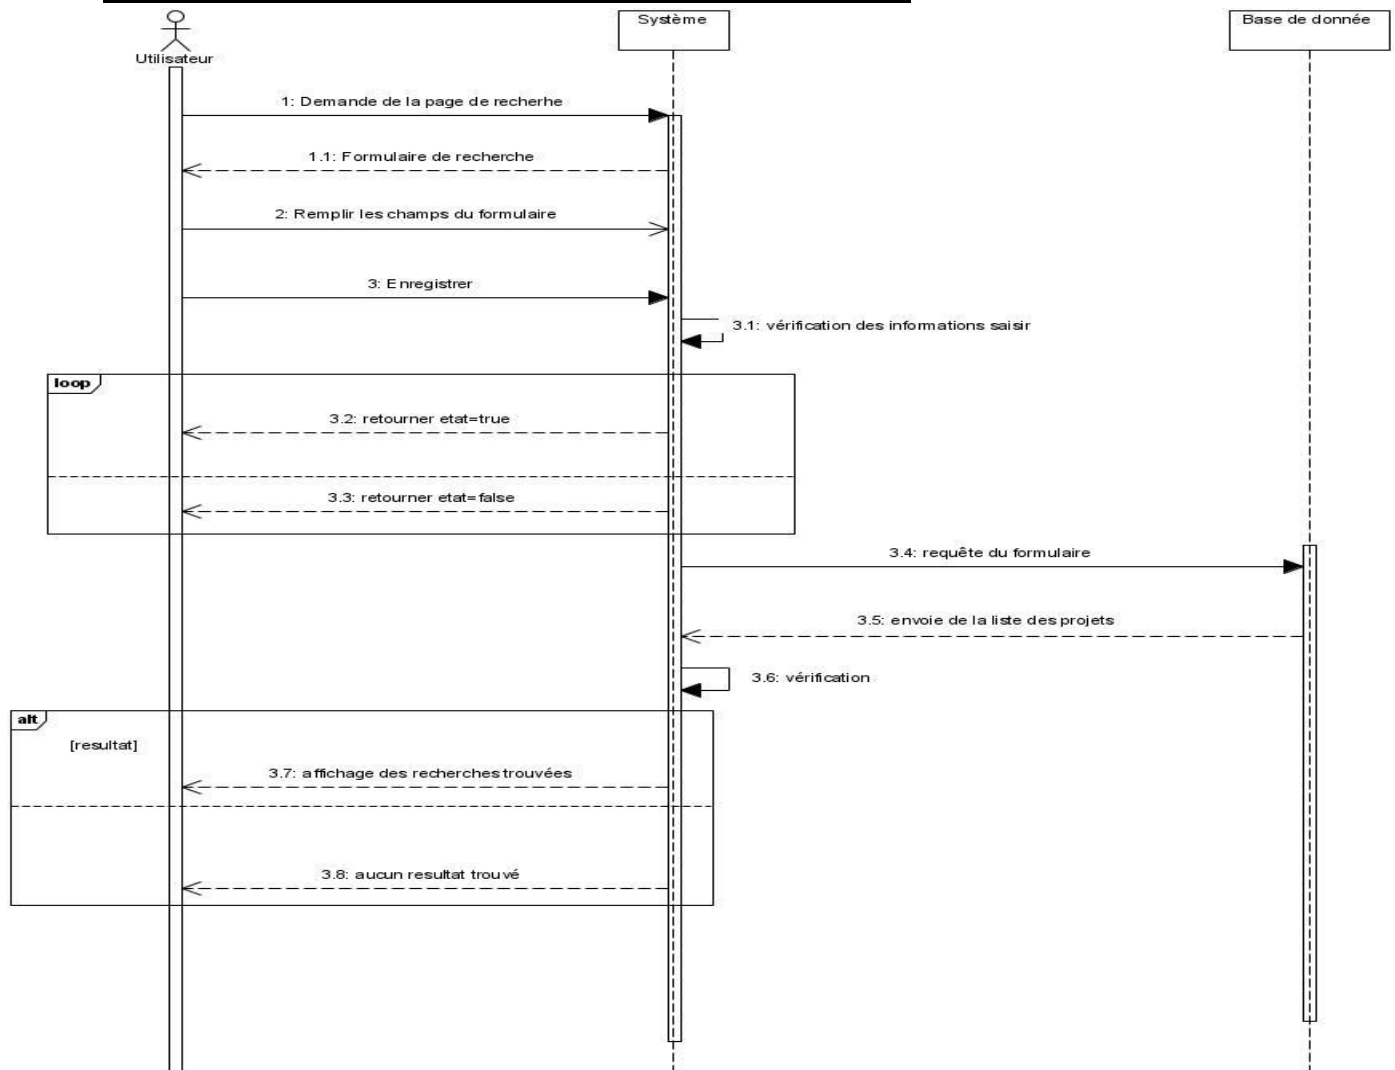 Système
Base de donnée
Utilisateur
1: Demande de la page de recherhe
1.1: Formulaire de recherche
2: Remplir les champs du formulaire
3: Enregistrer
3.1: vérification des informations saisir
loop
3.2: retourner etat=true
3.3: retourner etat=false
3.4: requête du formulaire
3.5: envoie de la liste des projets
3.6: vérification
alt
[resultat]
3.7: affichage des recherches trouvées
3.8: aucun resultat trouvé